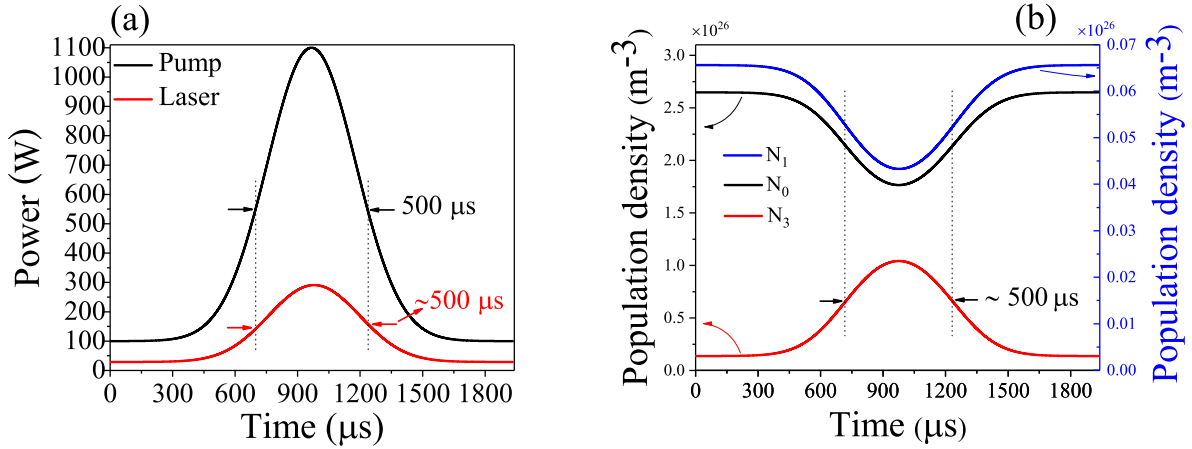 (a)
1100
1000
900
800
700
600
500
400
300
200
100
0
Power (W)
Pump
Laser
500 μs
~500 μs
0 300 600 900 1200 1500 1800
Time (μs)
(b)
×10²⁶
3.0
2.5
2.0
1.5
1.0
0.5
0.0
Population density (m⁻³)
N₁
N₀
N₃
~ 500 μs
×10²⁶
0.07
0.06
0.05
0.04
0.03
0.02
0.01
0.00
Population density (m⁻³)
0 300 600 900 1200 1500 1800
Time (μs)